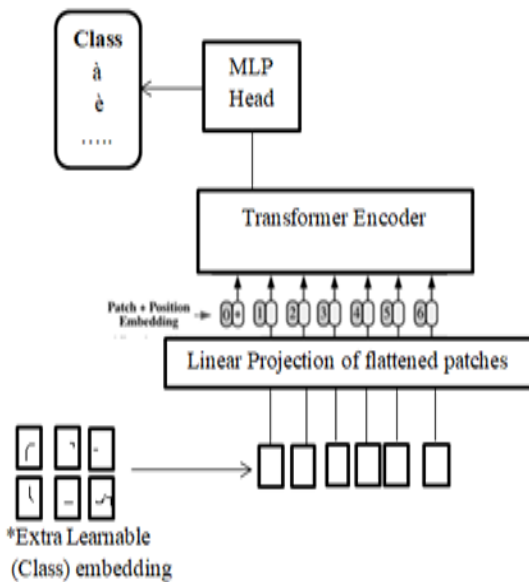 Class
à
è
.....
MLP
Head
Transformer Encoder
Patch + Position
Embedding
0 * 1 2 3 4 5 6
Linear Projection of flattened patches
*Extra Learnable
(Class) embedding